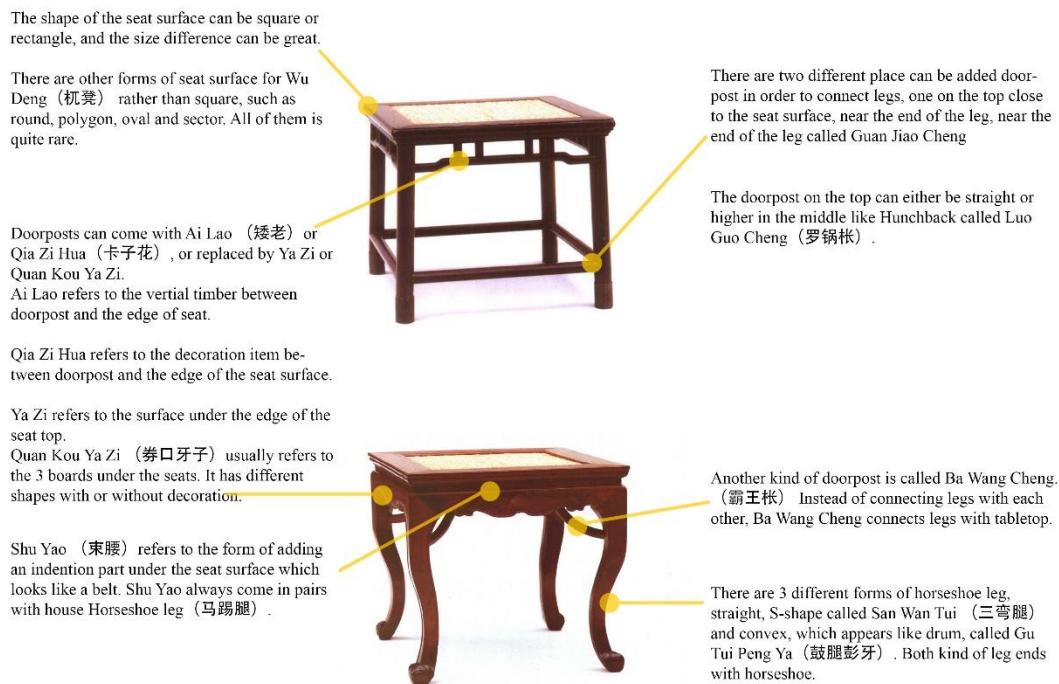 The shape of the seat surface can be square or
rectangle, and the size difference can be great.
There are other forms of seat surface for Wu
Deng（杌凳） rather than square, such as
round, polygon, oval and sector. All of them is
quite rare.
Doorposts can come with Ai Lao （矮老）or
Qia Zi Hua（卡子花）, or replaced by Ya Zi or
Quan Kou Ya Zi.
Ai Lao refers to the vertial timber between
doorpost and the edge of seat.
Qia Zi Hua refers to the decoration item be-
tween doorpost and the edge of the seat surface.
Ya Zi refers to the surface under the edge of the
seat top.
Quan Kou Ya Zi （券口牙子）usually refers to
the 3 boards under the seats. It has different
shapes with or without decoration.
Shu Yao （束腰）refers to the form of adding
an indention part under the seat surface which
looks like a belt. Shu Yao always come in pairs
with house Horseshoe leg（马蹄腿）.
There are two different place can be added door-
post in order to connect legs, one on the top close
to the seat surface, near the end of the leg, near the
end of the leg called Guan Jiao Cheng
The doorpost on the top can either be straight or
higher in the middle like Hunchback called Luo
Guo Cheng（罗锅枨）.
Another kind of doorpost is called Ba Wang Cheng.
（霸王枨） Instead of connecting legs with each
other, Ba Wang Cheng connects legs with tabletop.
There are 3 different forms of horseshoe leg,
straight, S-shape called San Wan Tui （三弯腿）
and convex, which appears like drum, called Gu
Tui Peng Ya（鼓腿彭牙）. Both kind of leg ends
with horseshoe.